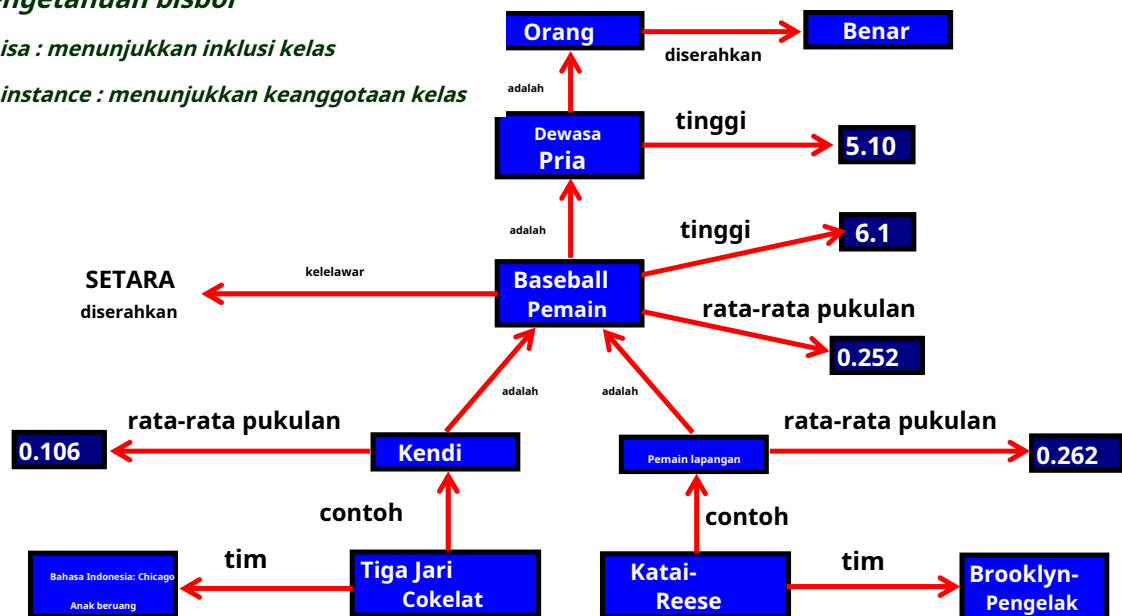 ngetahuan bisbol
isa : menunjukkan inklusi kelas
instance : menunjukkan keanggotaan kelas
Orang
diserahkan
Benar
adalah
Dewasa
Pria
tinggi
5.10
adalah
tinggi
6.1
SETARA
diserahkan
kelelawar
Baseball
Pemain
rata-rata pukulan
0.252
adalah
adalah
rata-rata pukulan
0.106
Kendi
Pemain lapangan
rata-rata pukulan
0.262
contoh
contoh
Bahasa Indonesia: Chicago
Anak beruang
tim
Tiga Jari
Cokelat
Katai-
Reese
tim
Brooklyn-
Pengelak